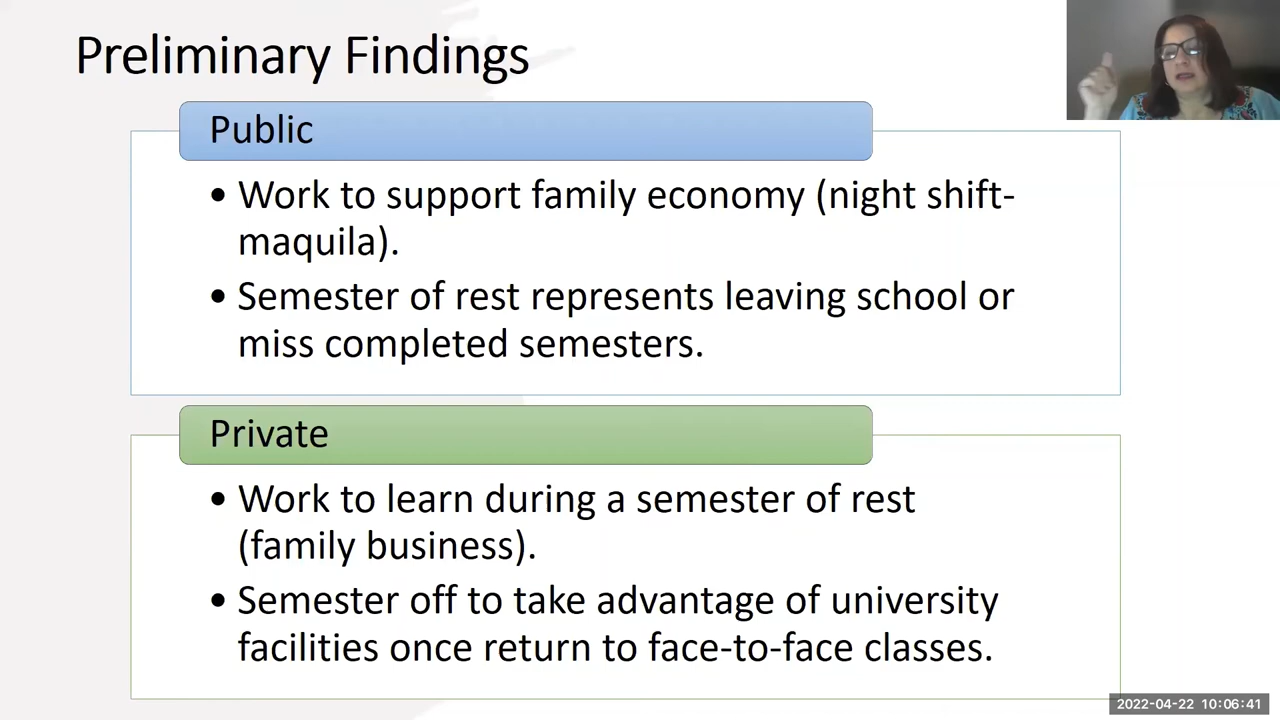 Preliminary Findings
Public
• Work to support family economy (night shift-
maquila).
• Semester of rest represents leaving school or
miss completed semesters.
Private
• Work to learn during a semester of rest
(family business).
• Semester off to take advantage of university
facilities once return to face-to-face classes.
2022-04-22 10:06:41